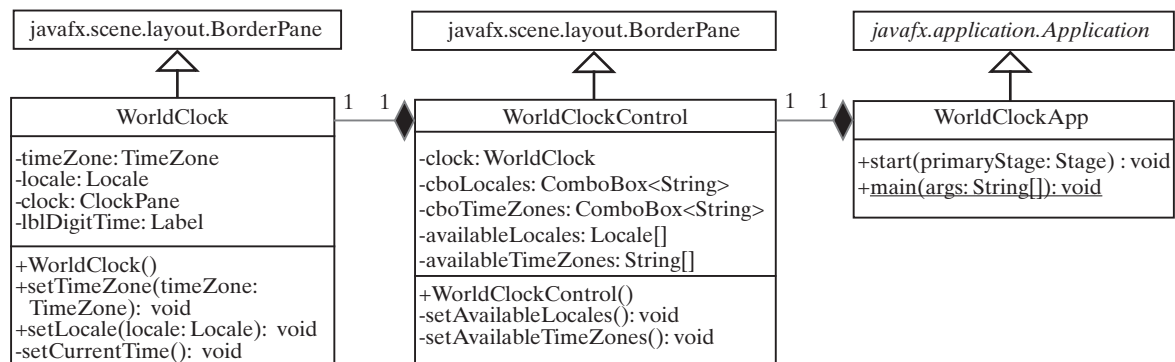 javafx.scene.layout.BorderPane
WorldClock
-timeZone: TimeZone
-locale: Locale
-clock: ClockPane
-lblDigitTime: Label
+WorldClock()
+setTimeZone(timeZone:
TimeZone): void
+setLocale(locale: Locale): void
-setCurrentTime(): void
1
1
javafx.scene.layout.BorderPane
WorldClockControl
-clock: WorldClock
-cboLocales: ComboBox<String>
-cboTimeZones: ComboBox<String>
-availableLocales: Locale[]
-availableTimeZones: String[]
+WorldClockControl()
-setAvailableLocales(): void
-setAvailableTimeZones(): void
1
1
javafx.application.Application
WorldClockApp
+start(primaryStage: Stage) : void
+main(args: String[]): void